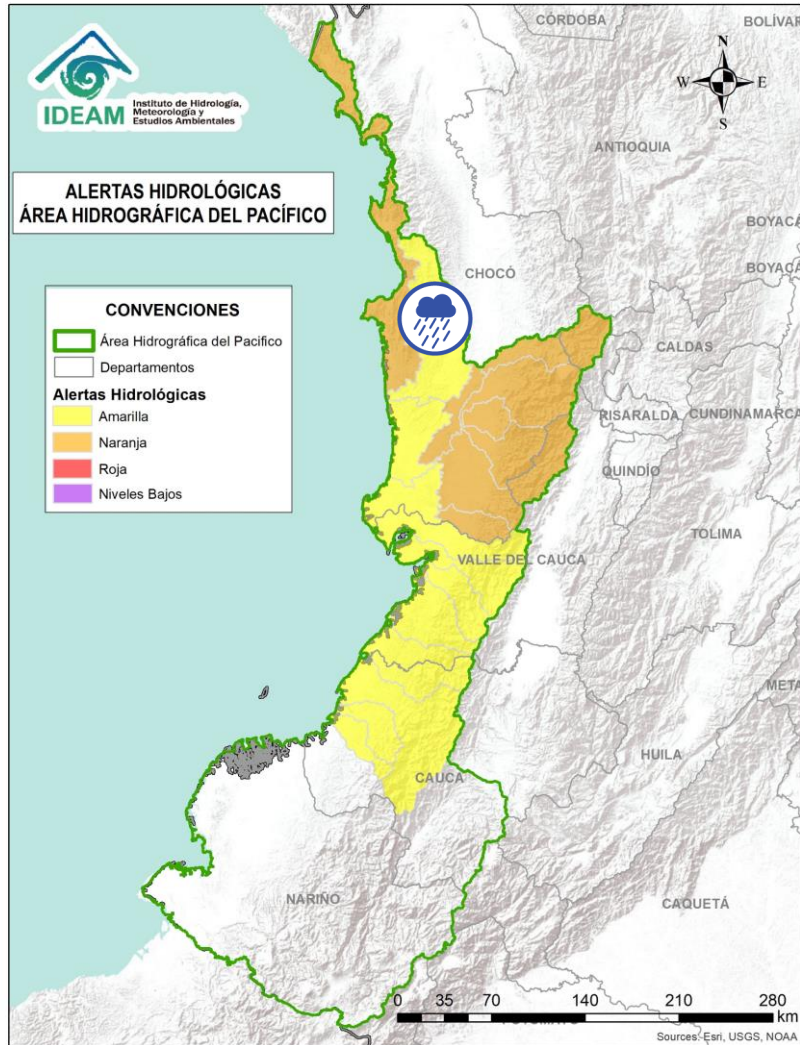 IDEAM
Instituto de Hidrología,
Meteorología y
Estudios Ambientales
CÓRDOBA
BOLÍVAR
N
W
E
S
ANTIOQUIA
ALERTAS HIDROLÓGICAS
ÁREA HIDROGRÁFICA DEL PACÍFICO
BOYACÁ
BOYACÁ
CHOCÓ
CONVENCIONES
Área Hidrográfica del Pacifico
Departamentos
Alertas Hidrológicas
Amarilla
Naranja
Roja
Niveles Bajos
CALDAS
RISARALDA
CUNDINAMARCA
QUINDÍO
TOLIMA
VALLE DEL CAUCA
META
HUILA
CAUCA
NARIÑO
CAQUETÁ
0 35 70 140 210 280
km
Sources: Esri, USGS, NOAA